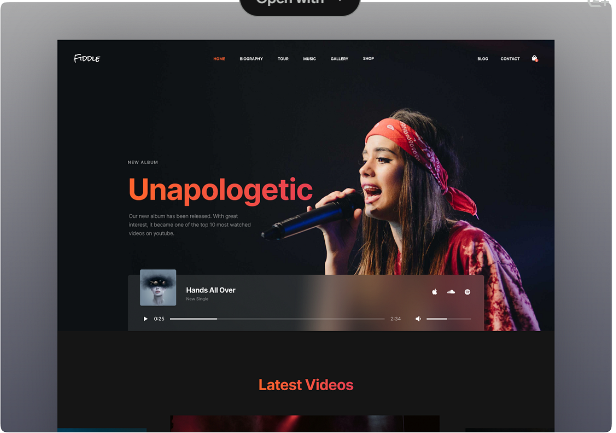 Open with
FIDDLE
HOME BIOGRAPHY TOUR MUSIC GALLERY SHOP BLOG CONTACT
NEW ALBUM
Unapologetic
Our new album has been released. With great
interest, it became one of the top 10 most watched
videos on youtube.
Hands All Over
New Single
0:25 2:34
Latest Videos